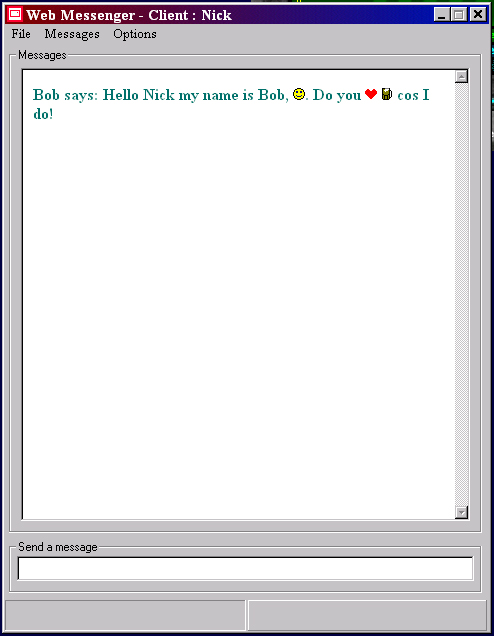 Web Messenger - Client : Nick
File Messages Options
Messages
Bob says: Hello Nick my name is Bob, . Do you cos I
do!
Send a message